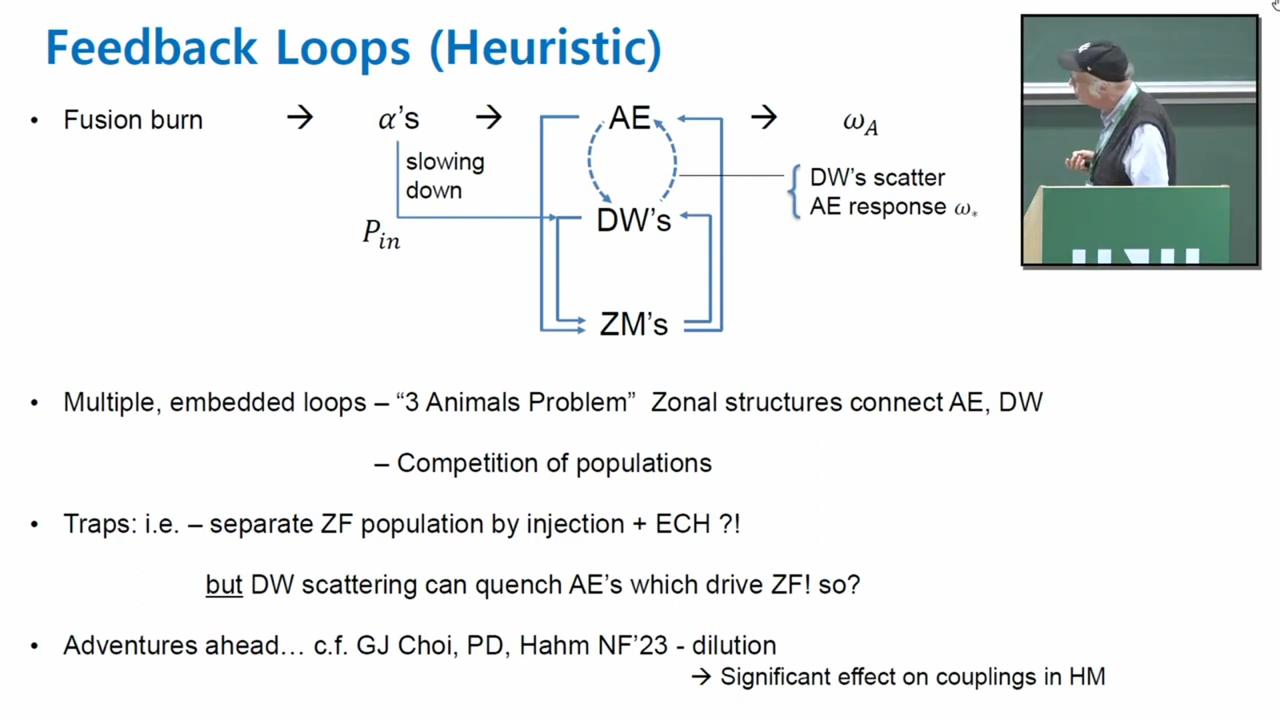 Feedback Loops (Heuristic)
• Fusion burn → α's → AE → ω_A
slowing
down
DW's scatter
AE response ω_*
P_in
DW's
ZM's
• Multiple, embedded loops – “3 Animals Problem” Zonal structures connect AE, DW
– Competition of populations
• Traps: i.e. – separate ZF population by injection + ECH ?!
but DW scattering can quench AE's which drive ZF! so?
• Adventures ahead… c.f. GJ Choi, PD, Hahm NF'23 - dilution
→ Significant effect on couplings in HM